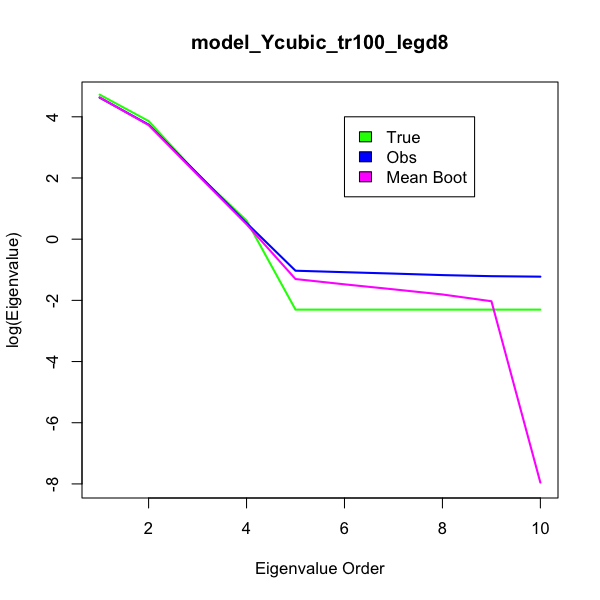 model_Ycubic_tr100_legd8
True
Obs
Mean Boot
log(Eigenvalue)
4
2
0
-2
-4
-6
-8
2 4 6 8 10
Eigenvalue Order